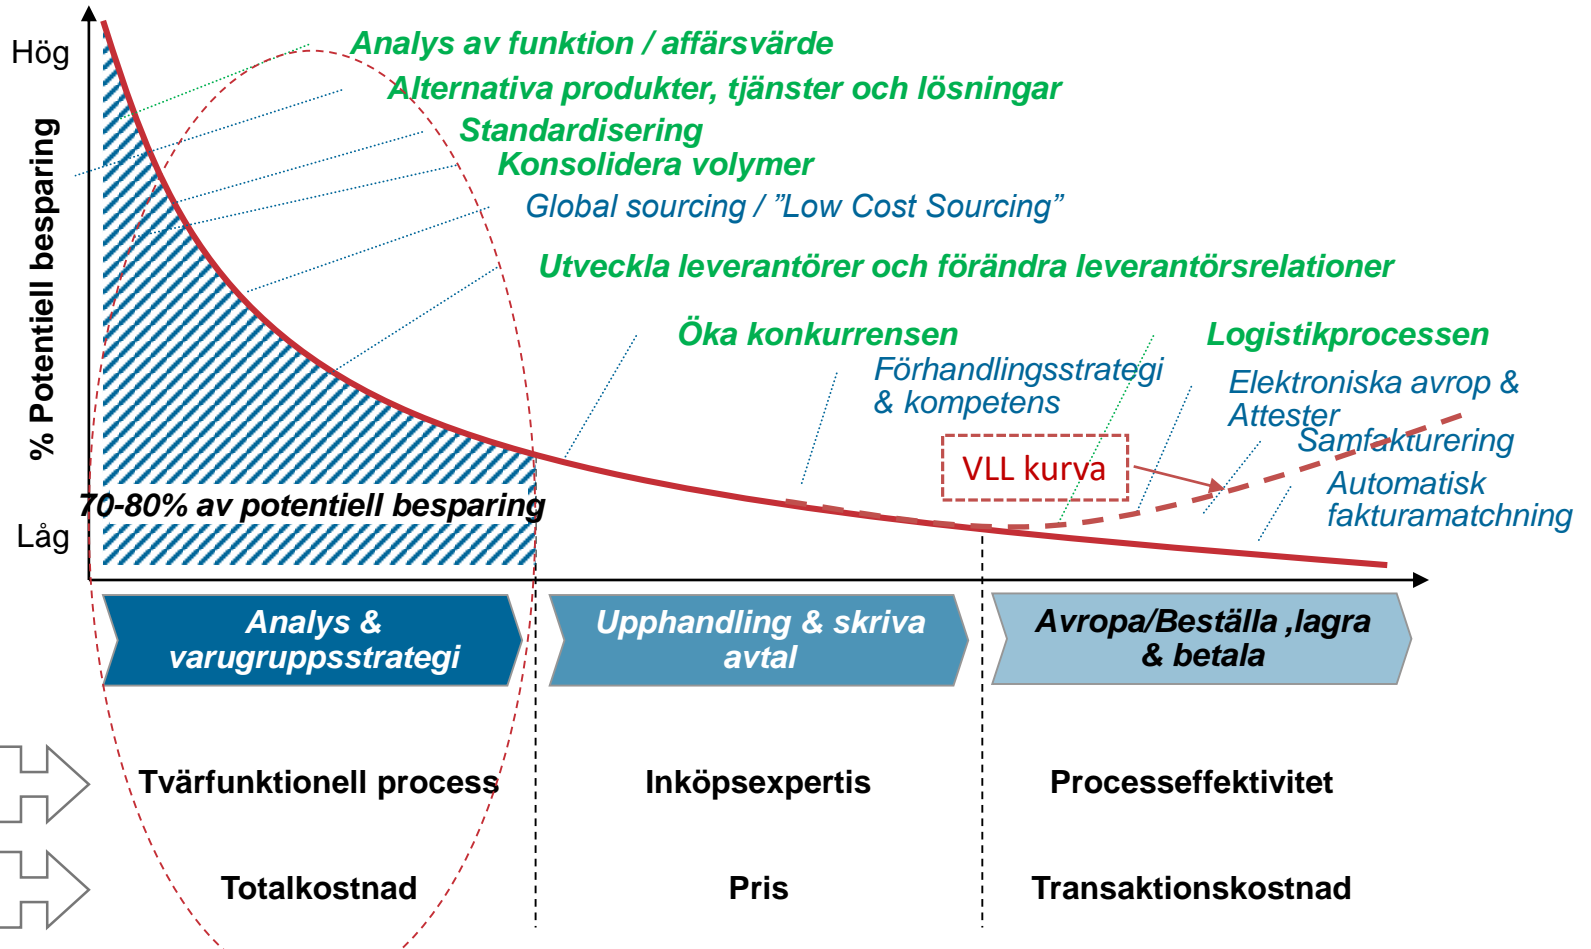 Hög
% Potentiell besparing
Låg
Analys av funktion / affärsvärde
Alternativa produkter, tjänster och lösningar
Standardisering
Konsolidera volymer
Global sourcing / ”Low Cost Sourcing”
Utveckla leverantörer och förändra leverantörsrelationer
Öka konkurrensen
Logistikprocessen
Förhandlingsstrategi
& kompetens
Elektroniska avrop &
Attester
Samfakturering
VLL kurva
Automatisk
fakturamatchning
70-80% av potentiell besparing
Analys &
varugruppsstrategi
Upphandling & skriva
avtal
Avropa/Beställa ,lagra
& betala
Tvärfunktionell process
Inköpsexpertis
Processeffektivitet
Totalkostnad
Pris
Transaktionskostnad